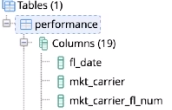 Tables (1)
performance
Columns (19)
fl_date
mkt_carrier
mkt_carrier_fl_num